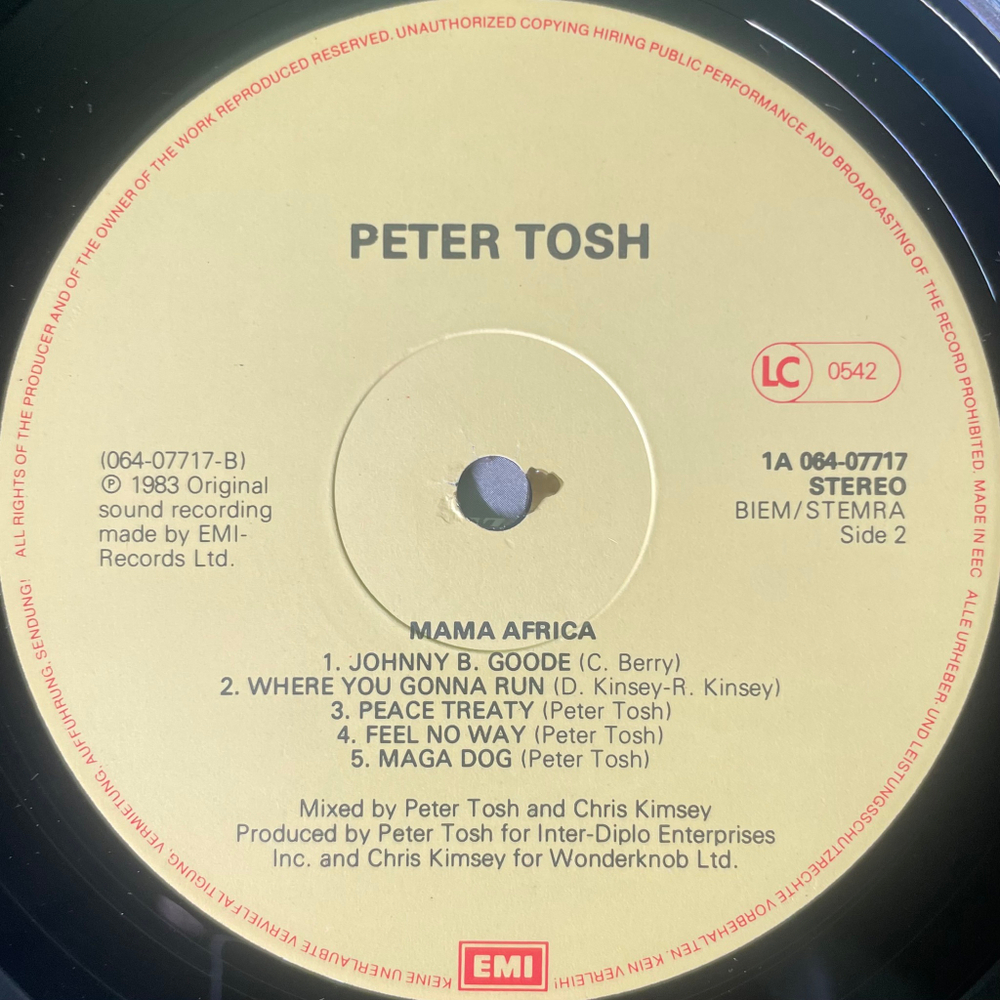 ALL RIGHTS OF THE PRODUCER AND OF THE OWNER OF THE WORK REPRODUCED RESERVED. UNAUTHORIZED COPYING HIRING PUBLIC PERFORMANCE AND BROADCASTING OF THE RECORD PROHIBITED. MADE IN EEC
PETER TOSH
LC 0542
(064-07717-B)
℗ 1983 Original
sound recording
made by EMI-
Records Ltd.
1A 064-07717
STEREO
BIEM/STEMRA
Side 2
MAMA AFRICA
1. JOHNNY B. GOODE (C. Berry)
2. WHERE YOU GONNA RUN (D. Kinsey-R. Kinsey)
3. PEACE TREATY (Peter Tosh)
4. FEEL NO WAY (Peter Tosh)
5. MAGA DOG (Peter Tosh)
Mixed by Peter Tosh and Chris Kimsey
Produced by Peter Tosh for Inter-Diplo Enterprises
Inc. and Chris Kimsey for Wonderknob Ltd.
ALLE URHEBER- UND LEISTUNGSSCHUTZRECHTE VORBEHALTEN. KEIN VERLEIH!
KEINE UNERLAUBTE VERVIELFALTIGUNG, VERMIETUNG, AUFFUHRUNG, SENDUNG!
EMI